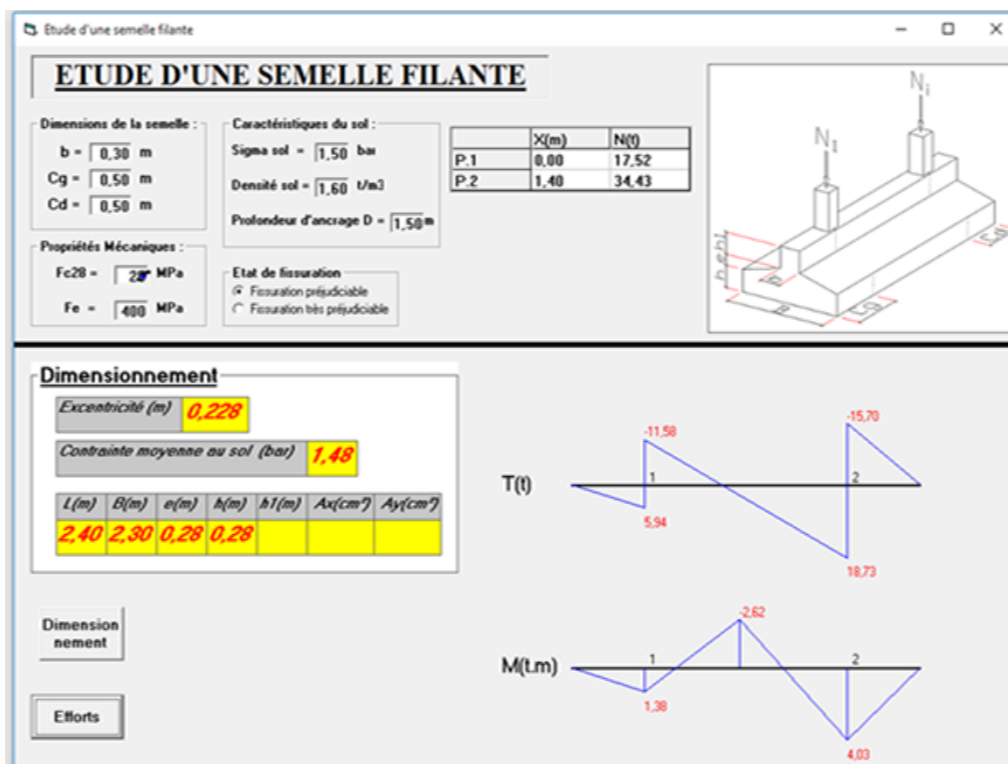 Etude d'une semelle filante
ETUDE D'UNE SEMELLE FILANTE
Dimensions de la semelle :
b = 0,30 m
Cg = 0,50 m
Cd = 0,50 m
Caractéristiques du sol :
Sigma sol = 1,50 bar
Densité sol = 1,60 t/m3
Profondeur d'ancrage D = 1,50 m
X(m) N(t)
P.1 0,00 17,52
P.2 1,40 34,43
Propriétés Mécaniques :
Fc28 = MPa
Fe = 400 MPa
Etat de fissuration
Fissuration préjudiciable
Fissuration très préjudiciable
N1
Ni
Dimensionnement
Excentricité (m) 0,228
Contrainte moyenne au sol (bar) 1,48
L(m) B(m) e(m) h(m) h1(m) Ax(cm²) Ay(cm²)
2,40 2,30 0,28 0,28
Dimension
nement
Efforts
T(t)
-11,58
1
5,94
-15,70
2
18,73
M(t.m)
1
1,38
-2,62
2
4,03